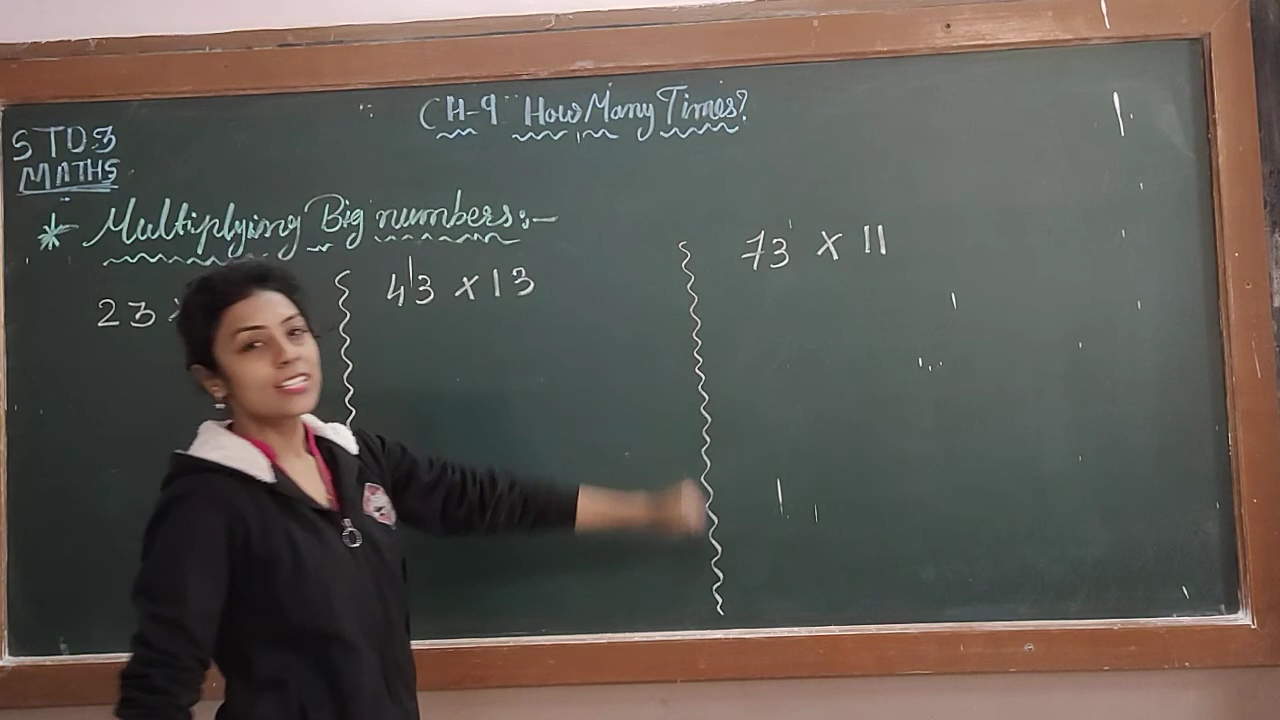 CH-9 How Many Times?
STD 3
MATHS
* Multiplying Big numbers:-
23 ×
43 × 13
73 × 11